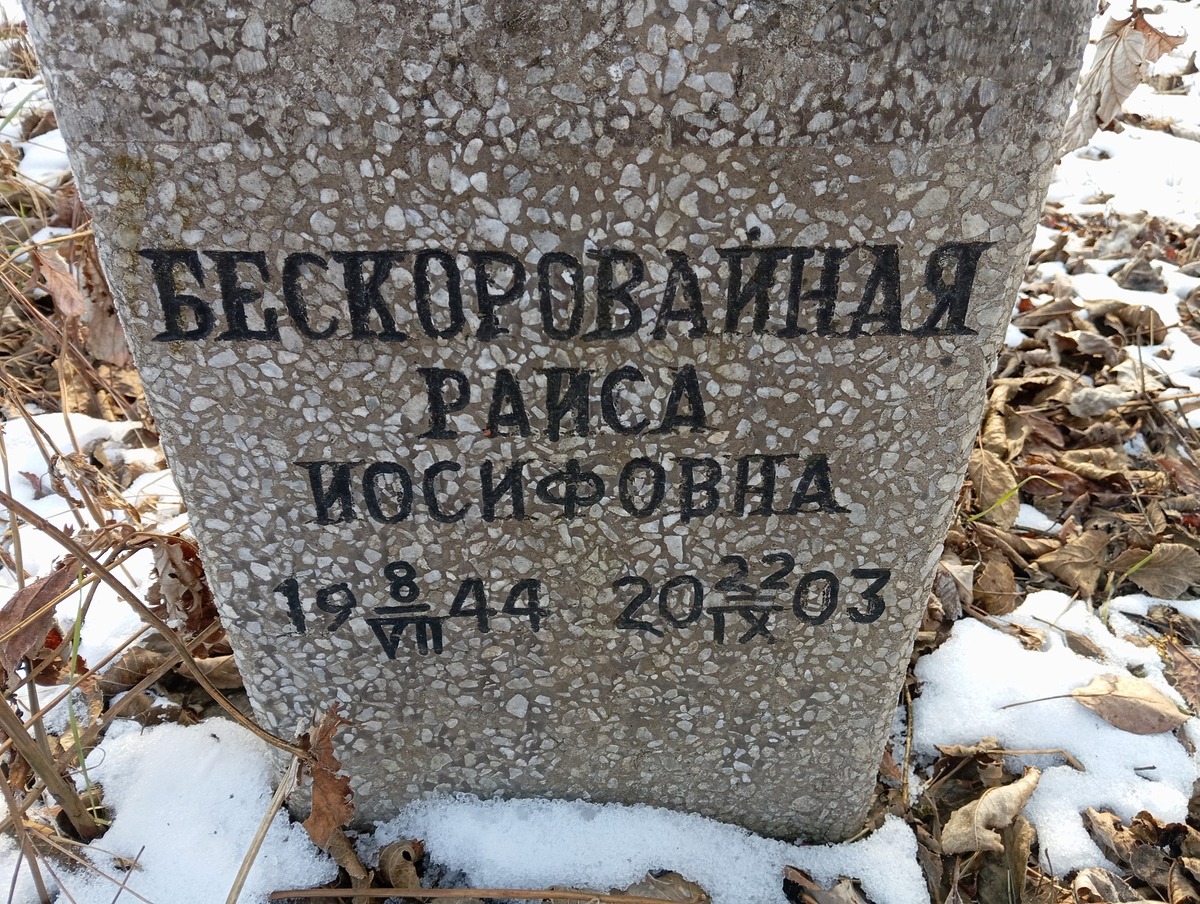 БЕСКОРОВАЙНАЯ
РАИСА
ИОСИФОВНА
19 8/VII 44 20 22/IX 03